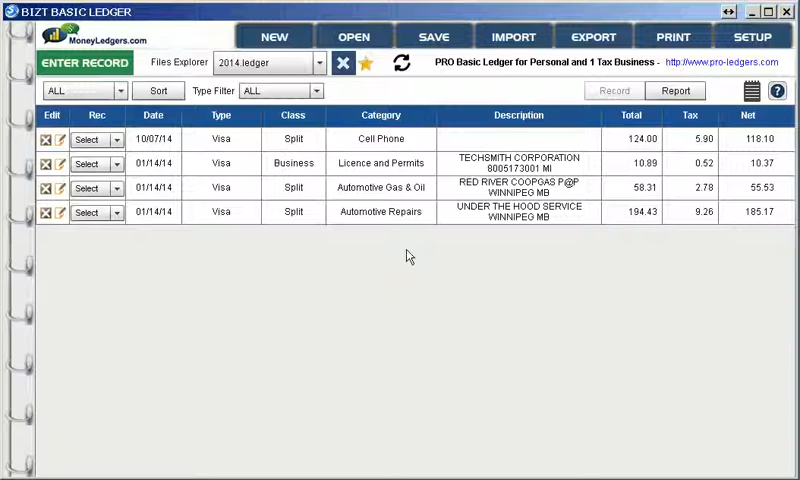 BIZT BASIC LEDGER
MoneyLedgers.com
NEW OPEN SAVE IMPORT EXPORT PRINT SETUP
ENTER RECORD Files Explorer 2014.ledger PRO Basic Ledger for Personal and 1 Tax Business - http://www.pro-ledgers.com
ALL Sort Type Filter ALL Record Report ?
Edit Rec Date Type Class Category Description Total Tax Net
Select 10/07/14 Visa Split Cell Phone 124.00 5.90 118.10
Select 01/14/14 Visa Business Licence and Permits TECHSMITH CORPORATION 10.89 0.52 10.37
8005173001 MI
Select 01/14/14 Visa Split Automotive Gas & Oil RED RIVER COOPGAS P@P 58.31 2.78 55.53
WINNIPEG MB
Select 01/14/14 Visa Split Automotive Repairs UNDER THE HOOD SERVICE 194.43 9.26 185.17
WINNIPEG MB